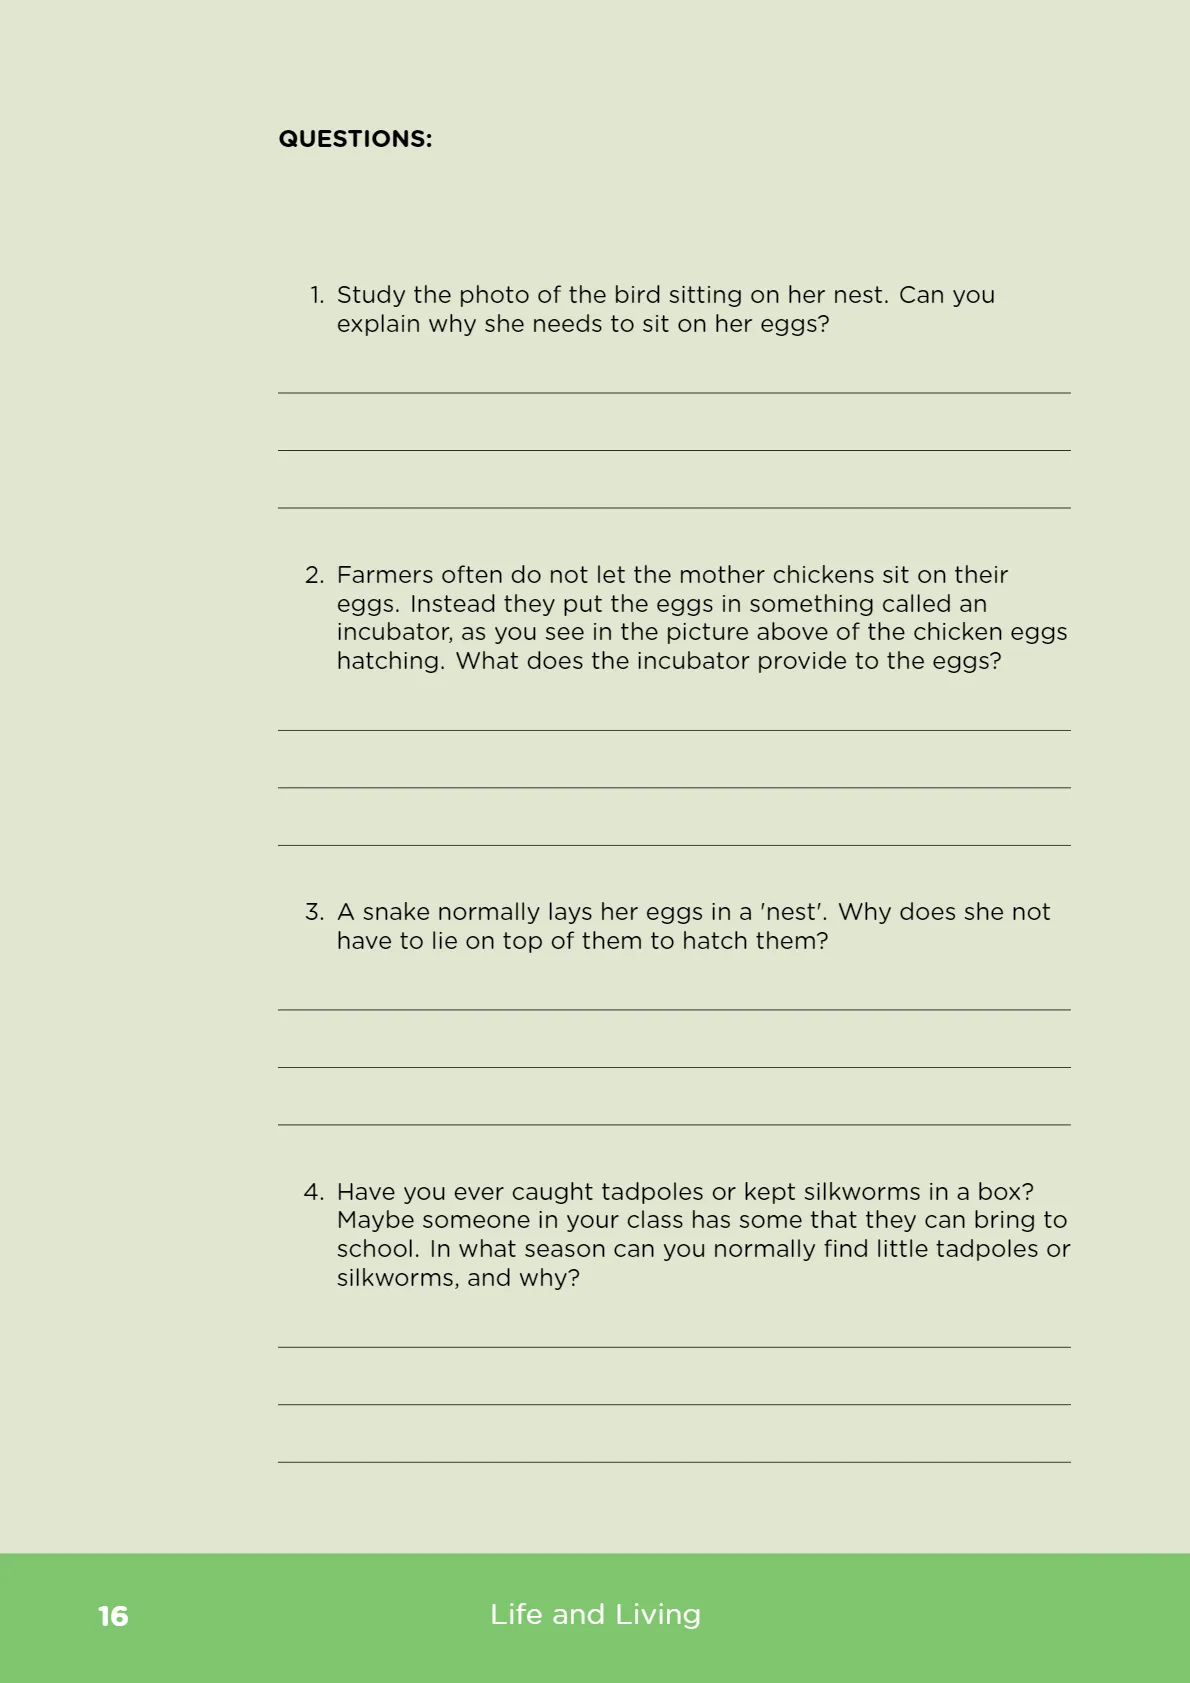 QUESTIONS:
1. Study the photo of the bird sitting on her nest. Can you
explain why she needs to sit on her eggs?
2. Farmers often do not let the mother chickens sit on their
eggs. Instead they put the eggs in something called an
incubator, as you see in the picture above of the chicken eggs
hatching. What does the incubator provide to the eggs?
3. A snake normally lays her eggs in a 'nest'. Why does she not
have to lie on top of them to hatch them?
4. Have you ever caught tadpoles or kept silkworms in a box?
Maybe someone in your class has some that they can bring to
school. In what season can you normally find little tadpoles or
silkworms, and why?
16 Life and Living